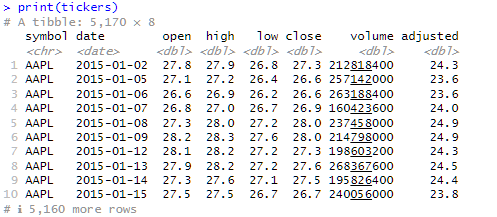 > print(tickers)
# A tibble: 5,170 × 8
symbol date open high low close volume adjusted
<chr> <date> <dbl> <dbl> <dbl> <dbl> <dbl> <dbl>
1 AAPL 2015-01-02 27.8 27.9 26.8 27.3 212818400 24.3
2 AAPL 2015-01-05 27.1 27.2 26.4 26.6 257142000 23.6
3 AAPL 2015-01-06 26.6 26.9 26.2 26.6 263188400 23.6
4 AAPL 2015-01-07 26.8 27.0 26.7 26.9 160423600 24.0
5 AAPL 2015-01-08 27.3 28.0 27.2 28.0 237458000 24.9
6 AAPL 2015-01-09 28.2 28.3 27.6 28.0 214798000 24.9
7 AAPL 2015-01-12 28.1 28.2 27.2 27.3 198603200 24.3
8 AAPL 2015-01-13 27.9 28.2 27.2 27.6 268367600 24.5
9 AAPL 2015-01-14 27.3 27.6 27.1 27.5 195826400 24.4
10 AAPL 2015-01-15 27.5 27.5 26.7 26.7 240056000 23.8
# ℹ 5,160 more rows